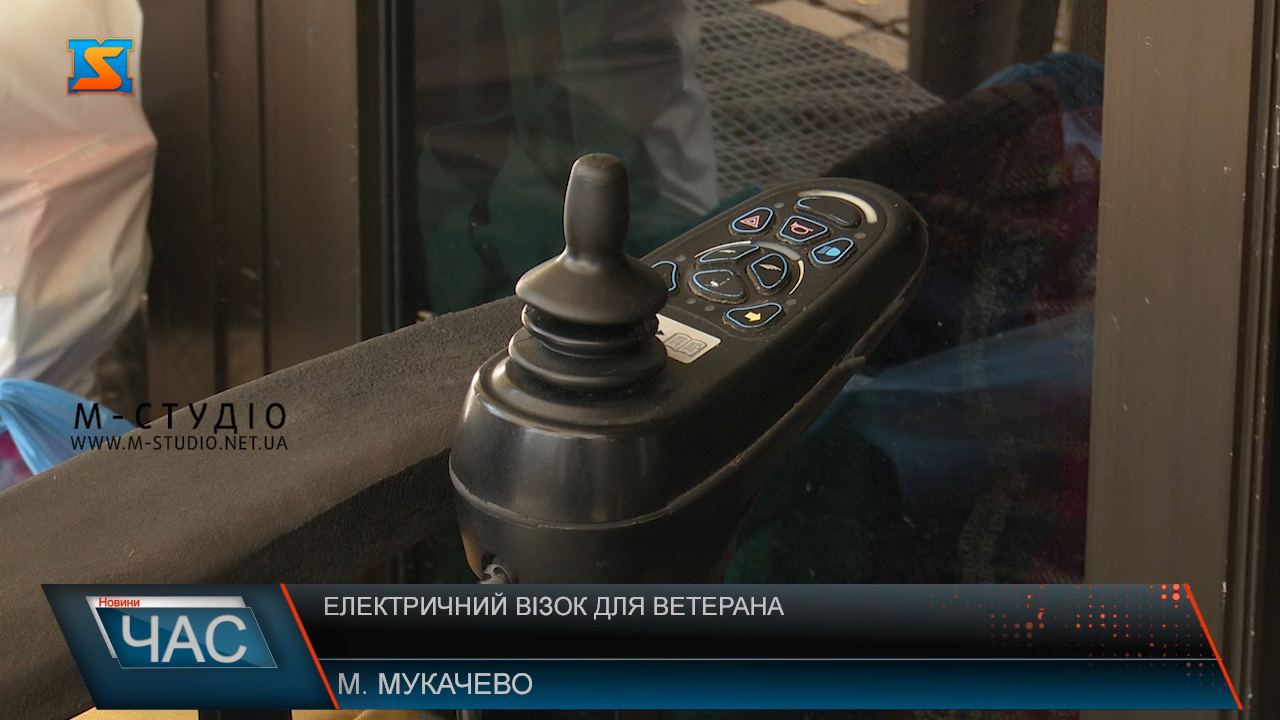 М-СТУДІО
WWW.M-STUDIO.NET.UA
Новини
ЧАС
ЕЛЕКТРИЧНИЙ ВІЗОК ДЛЯ ВЕТЕРАНА
М. МУКАЧЕВО